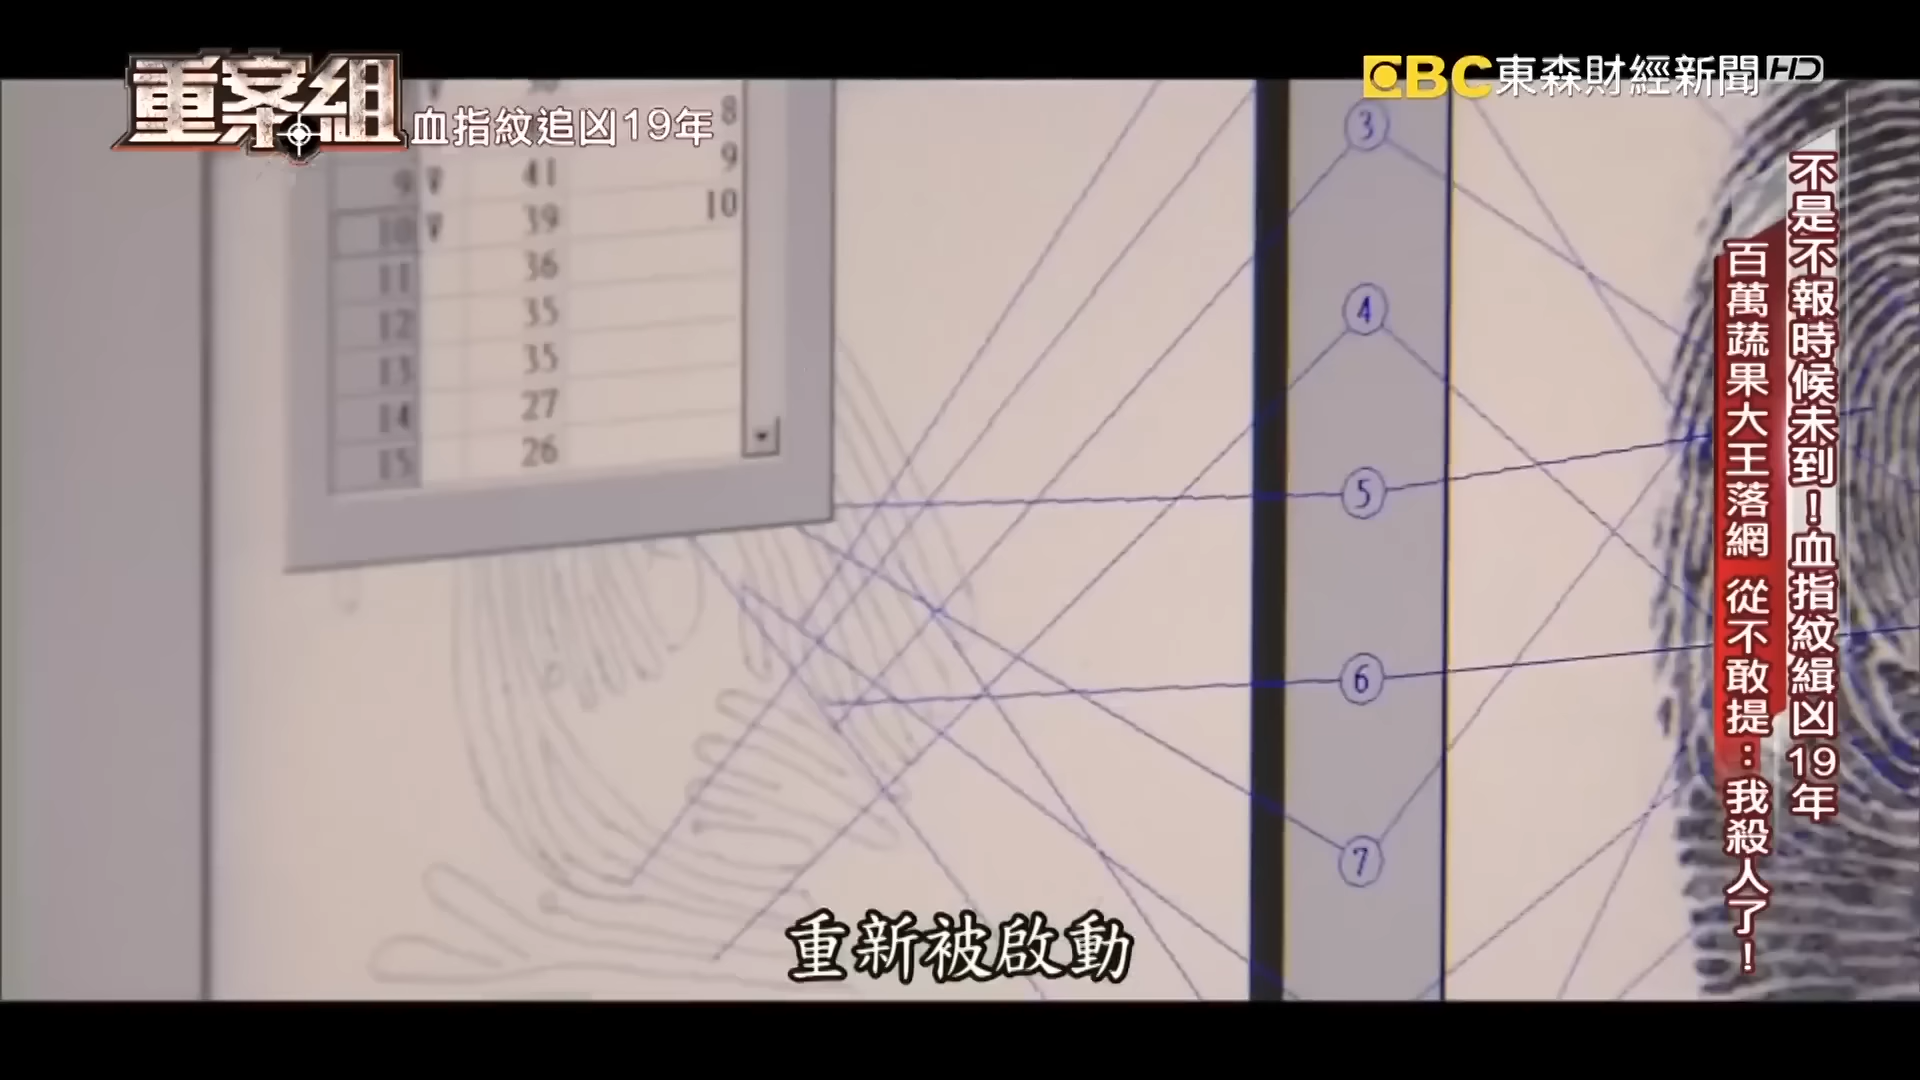 重案組
血指紋追凶19年
EBC東森財經新聞HD
8
9 V 41 9
10 V 39 10
11 36
12 35
13 35
14 27
15 26
3
4
5
6
7
不是不報時候未到！血指紋緝凶19年
百萬蔬果大王落網 從不敢提：我殺人了！
重新被啟動